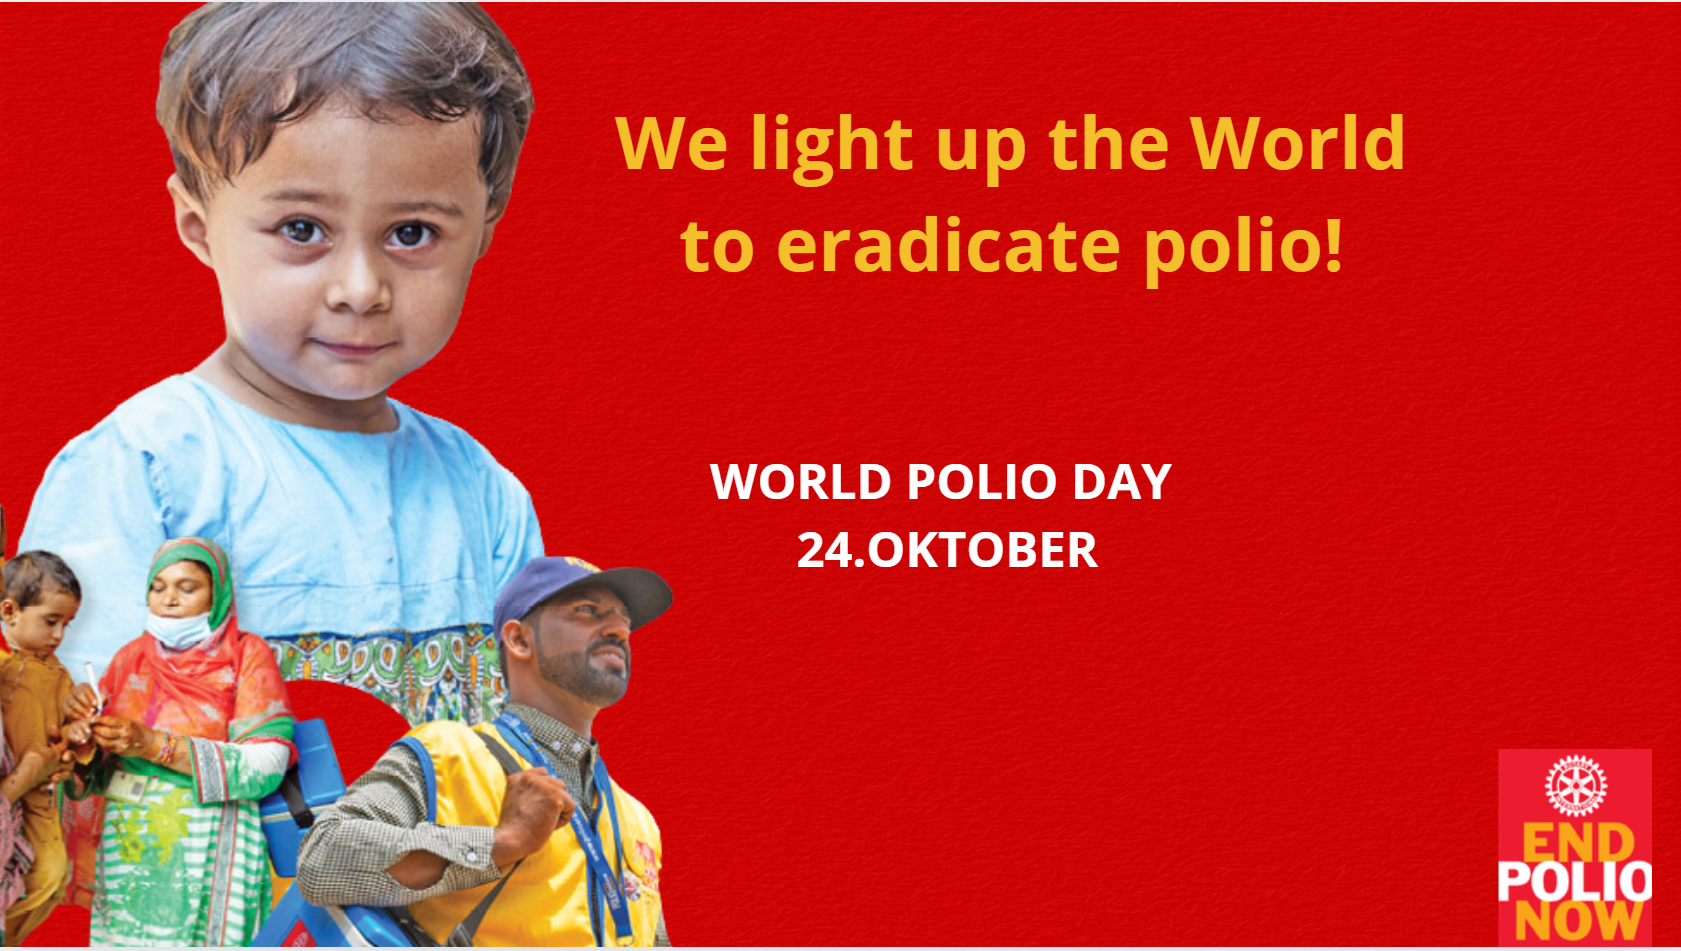 We light up the World
to eradicate polio!
WORLD POLIO DAY
24.OKTOBER
END
POLIO
NOW